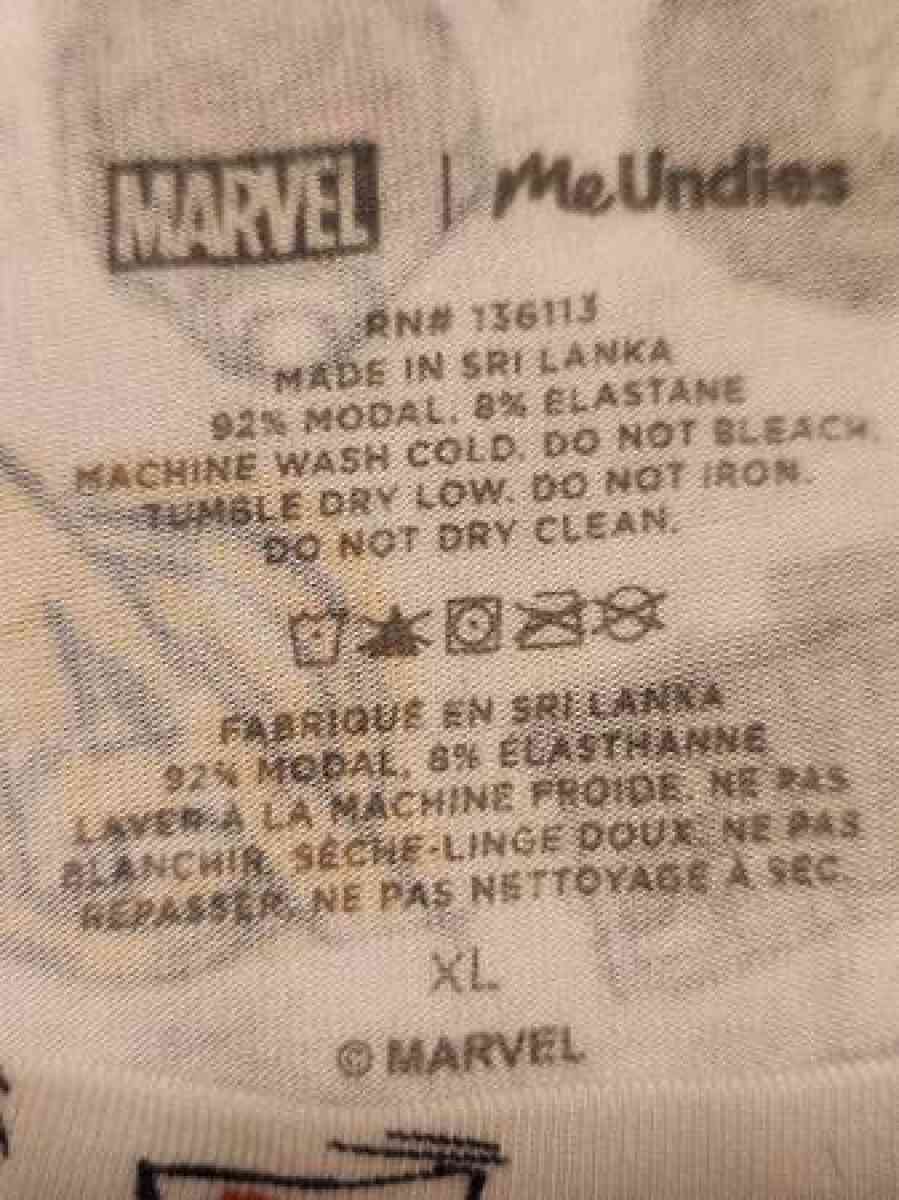 MARVEL | MeUndies
RN# 136113
MADE IN SRI LANKA
92% MODAL, 8% ELASTANE
MACHINE WASH COLD. DO NOT BLEACH.
TUMBLE DRY LOW. DO NOT IRON.
DO NOT DRY CLEAN.
FABRIQUÉ EN SRI LANKA
92% MODAL, 8% ÉLASTHANNE
LAVER À LA MACHINE FROIDE. NE PAS
BLANCHIR. SÈCHE-LINGE DOUX. NE PAS
REPASSER. NE PAS NETTOYAGE À SEC.
XL
© MARVEL